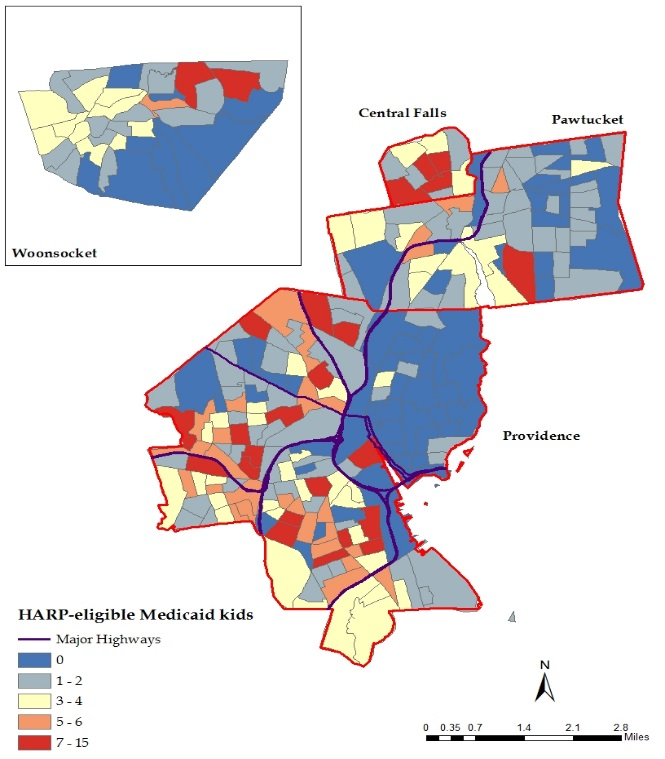 Central Falls
Pawtucket
Woonsocket
Providence
HARP-eligible Medicaid kids
Major Highways
0
1 - 2
3 - 4
5 - 6
7 - 15
N
0 0.35 0.7 1.4 2.1 2.8
Miles